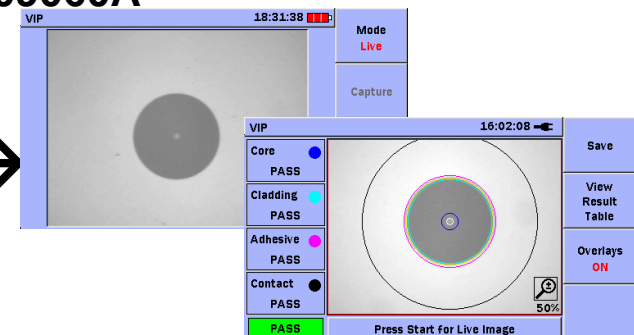 VIP 18:31:38
Mode
Live
Capture
VIP 16:02:08
Core
PASS
Cladding
PASS
Adhesive
PASS
Contact
PASS
PASS
50%
Press Start for Live Image
Save
View
Result
Table
Overlays
ON